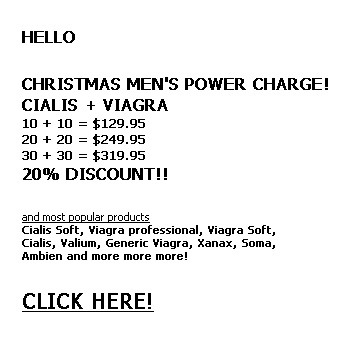 HELLO
CHRISTMAS MEN'S POWER CHARGE!
CIALIS + VIAGRA
10 + 10 = $129.95
20 + 20 = $249.95
30 + 30 = $319.95
20% DISCOUNT!!
and most popular products
Cialis Soft, Viagra professional, Viagra Soft,
Cialis, Valium, Generic Viagra, Xanax, Soma,
Ambien and more more more!
CLICK HERE!